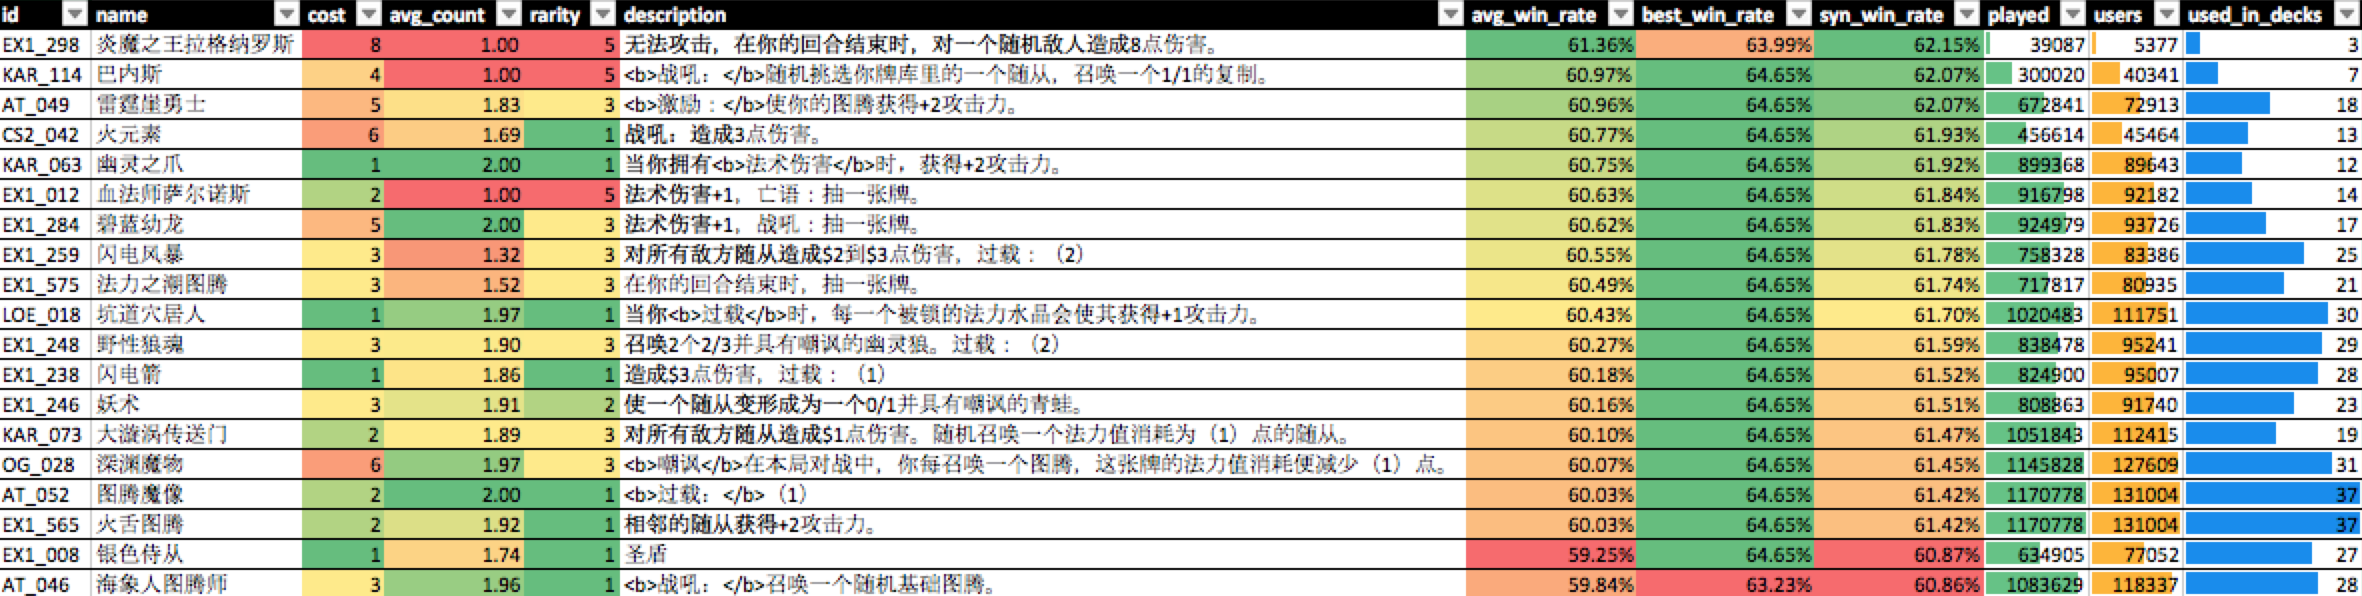 id name cost avg_count rarity description avg_win_rate best_win_rate syn_win_rate played users used_in_decks
EX1_298 炎魔之王拉格纳罗斯 8 1.00 5 无法攻击，在你的回合结束时，对一个随机敌人造成8点伤害。 61.36% 63.99% 62.15% 39087 5377 3
KAR_114 巴内斯 4 1.00 5 <b>战吼：</b>随机挑选你牌库里的一个随从，召唤一个1/1的复制。 60.97% 64.65% 62.07% 300020 40341 7
AT_049 雷霆崖勇士 5 1.83 3 <b>激励：</b>使你的图腾获得+2攻击力。 60.96% 64.65% 62.07% 672841 72913 18
CS2_042 火元素 6 1.69 1 战吼：造成3点伤害。 60.77% 64.65% 61.93% 456614 45464 13
KAR_063 幽灵之爪 1 2.00 1 当你拥有<b>法术伤害</b>时，获得+2攻击力。 60.75% 64.65% 61.92% 899368 89643 12
EX1_012 血法师萨尔诺斯 2 1.00 5 法术伤害+1，亡语：抽一张牌。 60.63% 64.65% 61.84% 916798 92182 14
EX1_284 碧蓝幼龙 5 2.00 3 法术伤害+1，战吼：抽一张牌。 60.62% 64.65% 61.83% 924979 93726 17
EX1_259 闪电风暴 3 1.32 3 对所有敌方随从造成$2到$3点伤害，过载：（2） 60.55% 64.65% 61.78% 758328 83386 25
EX1_575 法力之潮图腾 3 1.52 3 在你的回合结束时，抽一张牌。 60.49% 64.65% 61.74% 717817 80935 21
LOE_018 坑道穴居人 1 1.97 1 当你<b>过载</b>时，每一个被锁的法力水晶会使其获得+1攻击力。 60.43% 64.65% 61.70% 1020483 111751 30
EX1_248 野性狼魂 3 1.90 3 召唤2个2/3并具有嘲讽的幽灵狼。过载：（2） 60.27% 64.65% 61.59% 838478 95241 29
EX1_238 闪电箭 1 1.86 1 造成$3点伤害，过载：（1） 60.18% 64.65% 61.52% 824900 95007 28
EX1_246 妖术 3 1.91 2 使一个随从变形成为一个0/1并具有嘲讽的青蛙。 60.16% 64.65% 61.51% 808863 91740 23
KAR_073 大漩涡传送门 2 1.89 3 对所有敌方随从造成$1点伤害。随机召唤一个法力值消耗为（1）点的随从。 60.10% 64.65% 61.47% 1051843 112415 19
OG_028 深渊魔物 6 1.97 3 <b>嘲讽</b>在本局对战中，你每召唤一个图腾，这张牌的法力值消耗便减少（1）点。 60.07% 64.65% 61.45% 1145828 127609 31
AT_052 图腾魔像 2 2.00 1 <b>过载：</b>（1） 60.03% 64.65% 61.42% 1170778 131004 37
EX1_565 火舌图腾 2 1.92 1 相邻的随从获得+2攻击力。 60.03% 64.65% 61.42% 1170778 131004 37
EX1_008 银色侍从 1 1.74 1 圣盾 59.25% 64.65% 60.87% 634905 77052 27
AT_046 海象人图腾师 3 1.96 1 <b>战吼：</b>召唤一个随机基础图腾。 59.84% 63.23% 60.86% 1083629 118337 28